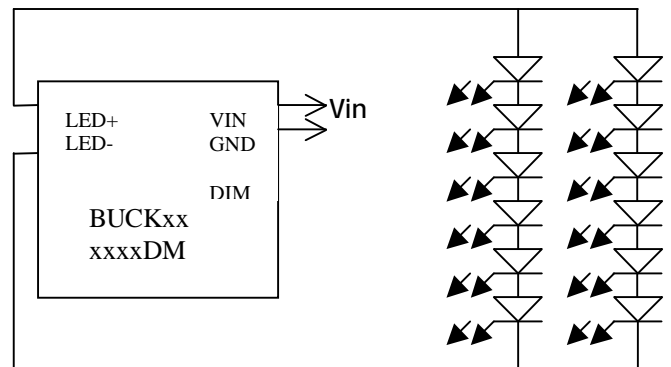 LED+ VIN
LED- GND
Vin
DIM
BUCKxx
xxxxDM